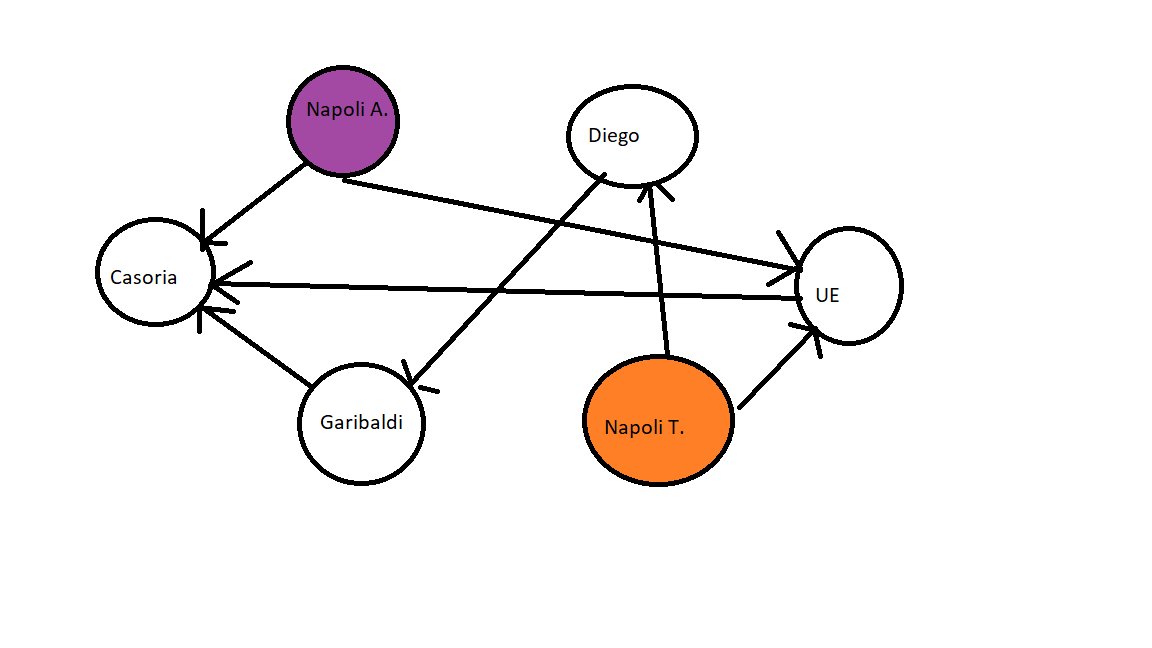 Napoli A.
Diego
Casoria
UE
Garibaldi
Napoli T.